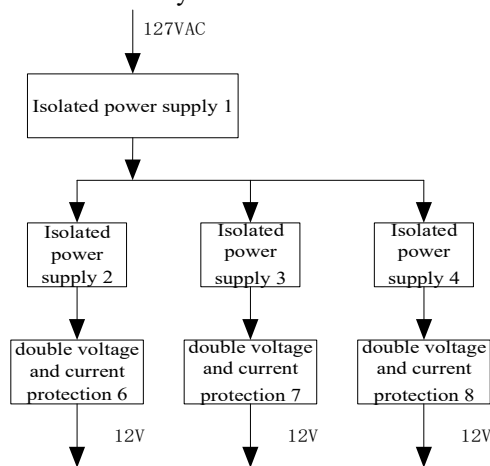 127VAC
Isolated power supply 1
Isolated
power
supply 2
Isolated
power
supply 3
Isolated
power
supply 4
double voltage
and current
protection 6
double voltage
and current
protection 7
double voltage
and current
protection 8
12V
12V
12V